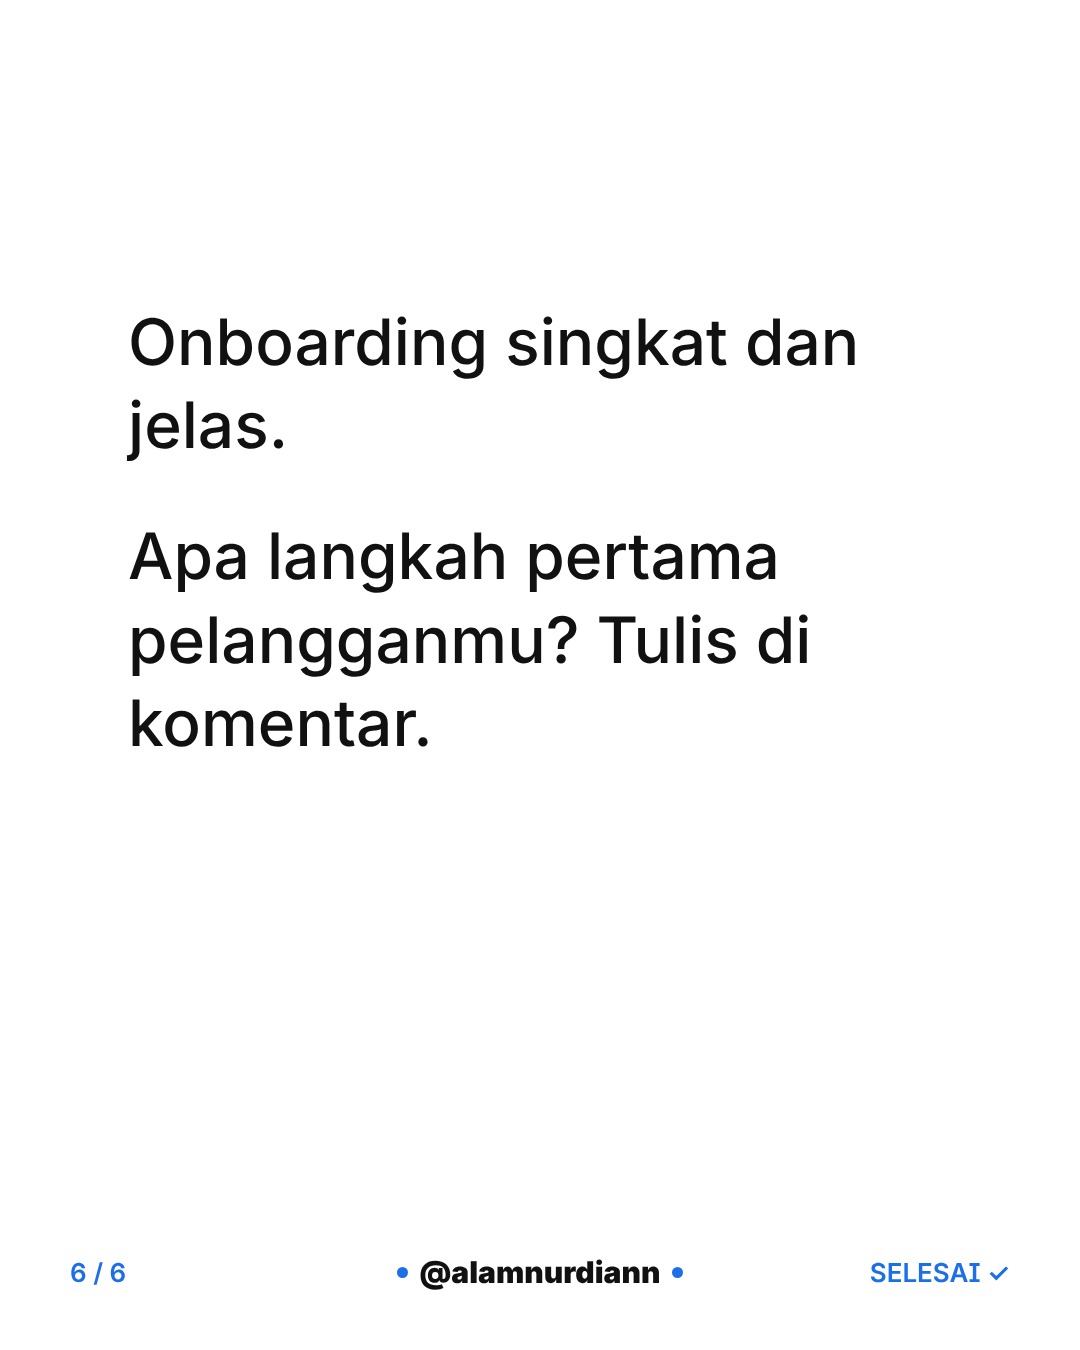 Onboarding singkat dan
jelas.
Apa langkah pertama
pelangganmu? Tulis di
komentar.
6 / 6
• @alamnurdiann •
SELESAI ✓